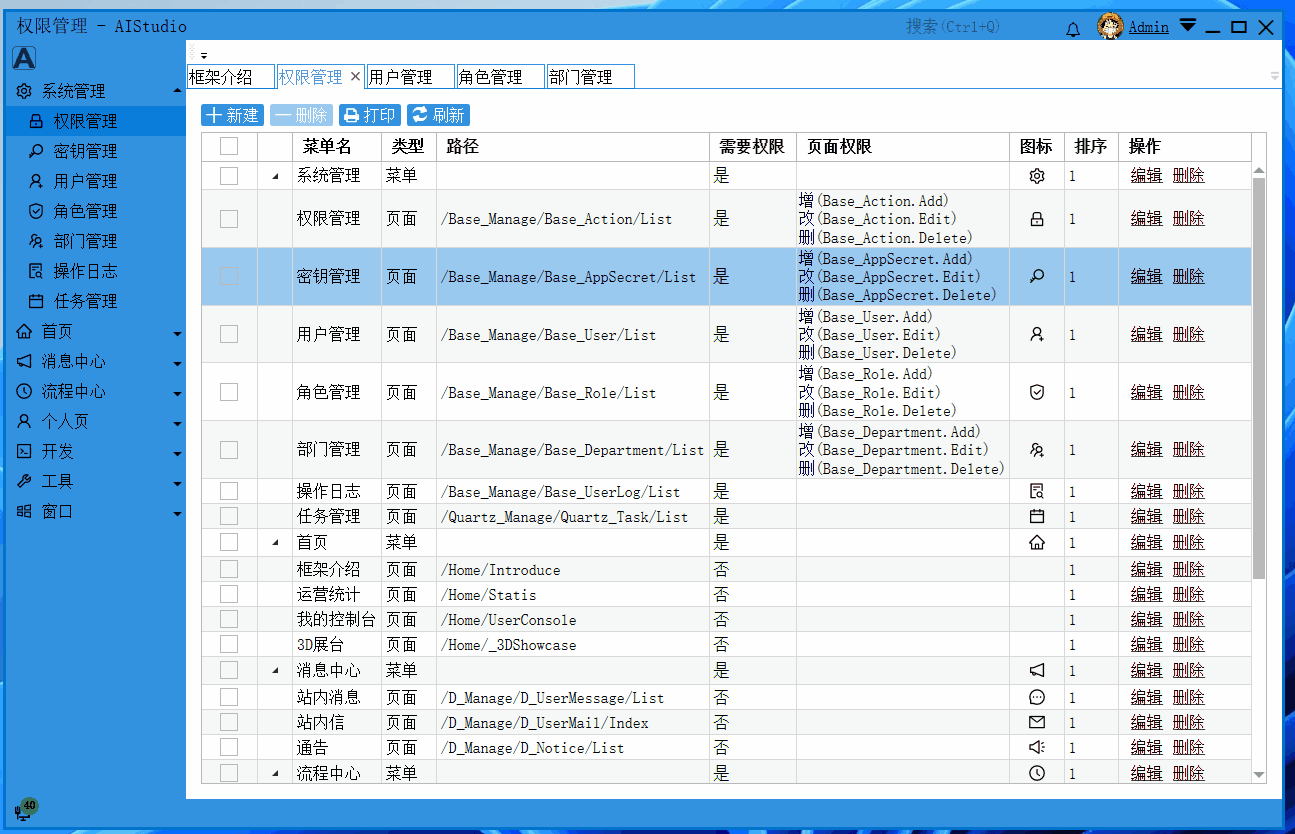 权限管理 - AIStudio
搜索(Ctrl+Q)
Admin
A
系统管理
权限管理
密钥管理
用户管理
角色管理
部门管理
操作日志
任务管理
首页
消息中心
流程中心
个人页
开发
工具
窗口
40
框架介绍 权限管理 用户管理 角色管理 部门管理
新建 删除 打印 刷新
菜单名 类型 路径 需要权限 页面权限 图标 排序 操作
系统管理 菜单 是 1 编辑 删除
权限管理 页面 /Base_Manage/Base_Action/List 是 增(Base_Action.Add)
改(Base_Action.Edit)
删(Base_Action.Delete) 1 编辑 删除
密钥管理 页面 /Base_Manage/Base_AppSecret/List 是 增(Base_AppSecret.Add)
改(Base_AppSecret.Edit)
删(Base_AppSecret.Delete) 1 编辑 删除
用户管理 页面 /Base_Manage/Base_User/List 是 增(Base_User.Add)
改(Base_User.Edit)
删(Base_User.Delete) 1 编辑 删除
角色管理 页面 /Base_Manage/Base_Role/List 是 增(Base_Role.Add)
改(Base_Role.Edit)
删(Base_Role.Delete) 1 编辑 删除
部门管理 页面 /Base_Manage/Base_Department/List 是 增(Base_Department.Add)
改(Base_Department.Edit)
删(Base_Department.Delete) 1 编辑 删除
操作日志 页面 /Base_Manage/Base_UserLog/List 是 1 编辑 删除
任务管理 页面 /Quartz_Manage/Quartz_Task/List 是 1 编辑 删除
首页 菜单 是 1 编辑 删除
框架介绍 页面 /Home/Introduce 否 1 编辑 删除
运营统计 页面 /Home/Statis 否 1 编辑 删除
我的控制台 页面 /Home/UserConsole 否 1 编辑 删除
3D展台 页面 /Home/_3DShowcase 否 1 编辑 删除
消息中心 菜单 是 1 编辑 删除
站内消息 页面 /D_Manage/D_UserMessage/List 否 1 编辑 删除
站内信 页面 /D_Manage/D_UserMail/Index 否 1 编辑 删除
通告 页面 /D_Manage/D_Notice/List 否 1 编辑 删除
流程中心 菜单 是 1 编辑 删除